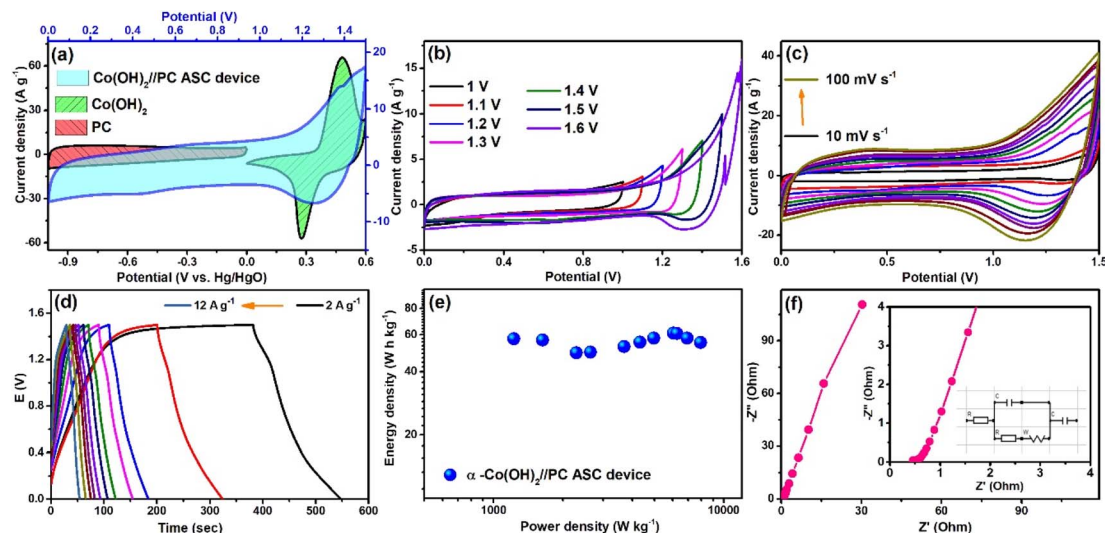 Potential (V)
0.0 0.2 0.4 0.6 0.8 1.0 1.2 1.4
(a)
Co(OH)2//PC ASC device
Co(OH)2
PC
Current density (A g-1)
60
30
0
-30
-60
20
15
10
5
0
-5
-10
-0.9 -0.6 -0.3 0.0 0.3 0.6
Potential (V vs. Hg/HgO)
(b)
1 V
1.1 V
1.2 V
1.3 V
1.4 V
1.5 V
1.6 V
Current density (A g-1)
15
10
5
0
-5
0.0 0.4 0.8 1.2 1.6
Potential (V)
(c)
100 mV s-1
10 mV s-1
Current density (A g-1)
40
20
0
-20
0.0 0.5 1.0 1.5
Potential (V)
(d)
12 A g-1
2 A g-1
E (V)
1.6
1.2
0.8
0.4
0.0
0 100 200 300 400 500 600
Time (sec)
(e)
Energy density (W h kg-1)
80
60
40
20
α -Co(OH)2//PC ASC device
1000 10000
Power density (W kg-1)
(f)
-Z'' (Ohm)
90
60
30
0
0 30 60 90
Z' (Ohm)
-Z'' (Ohm)
4
3
2
1
0
0 1 2 3 4
Z' (Ohm)
R
C
R
W
C